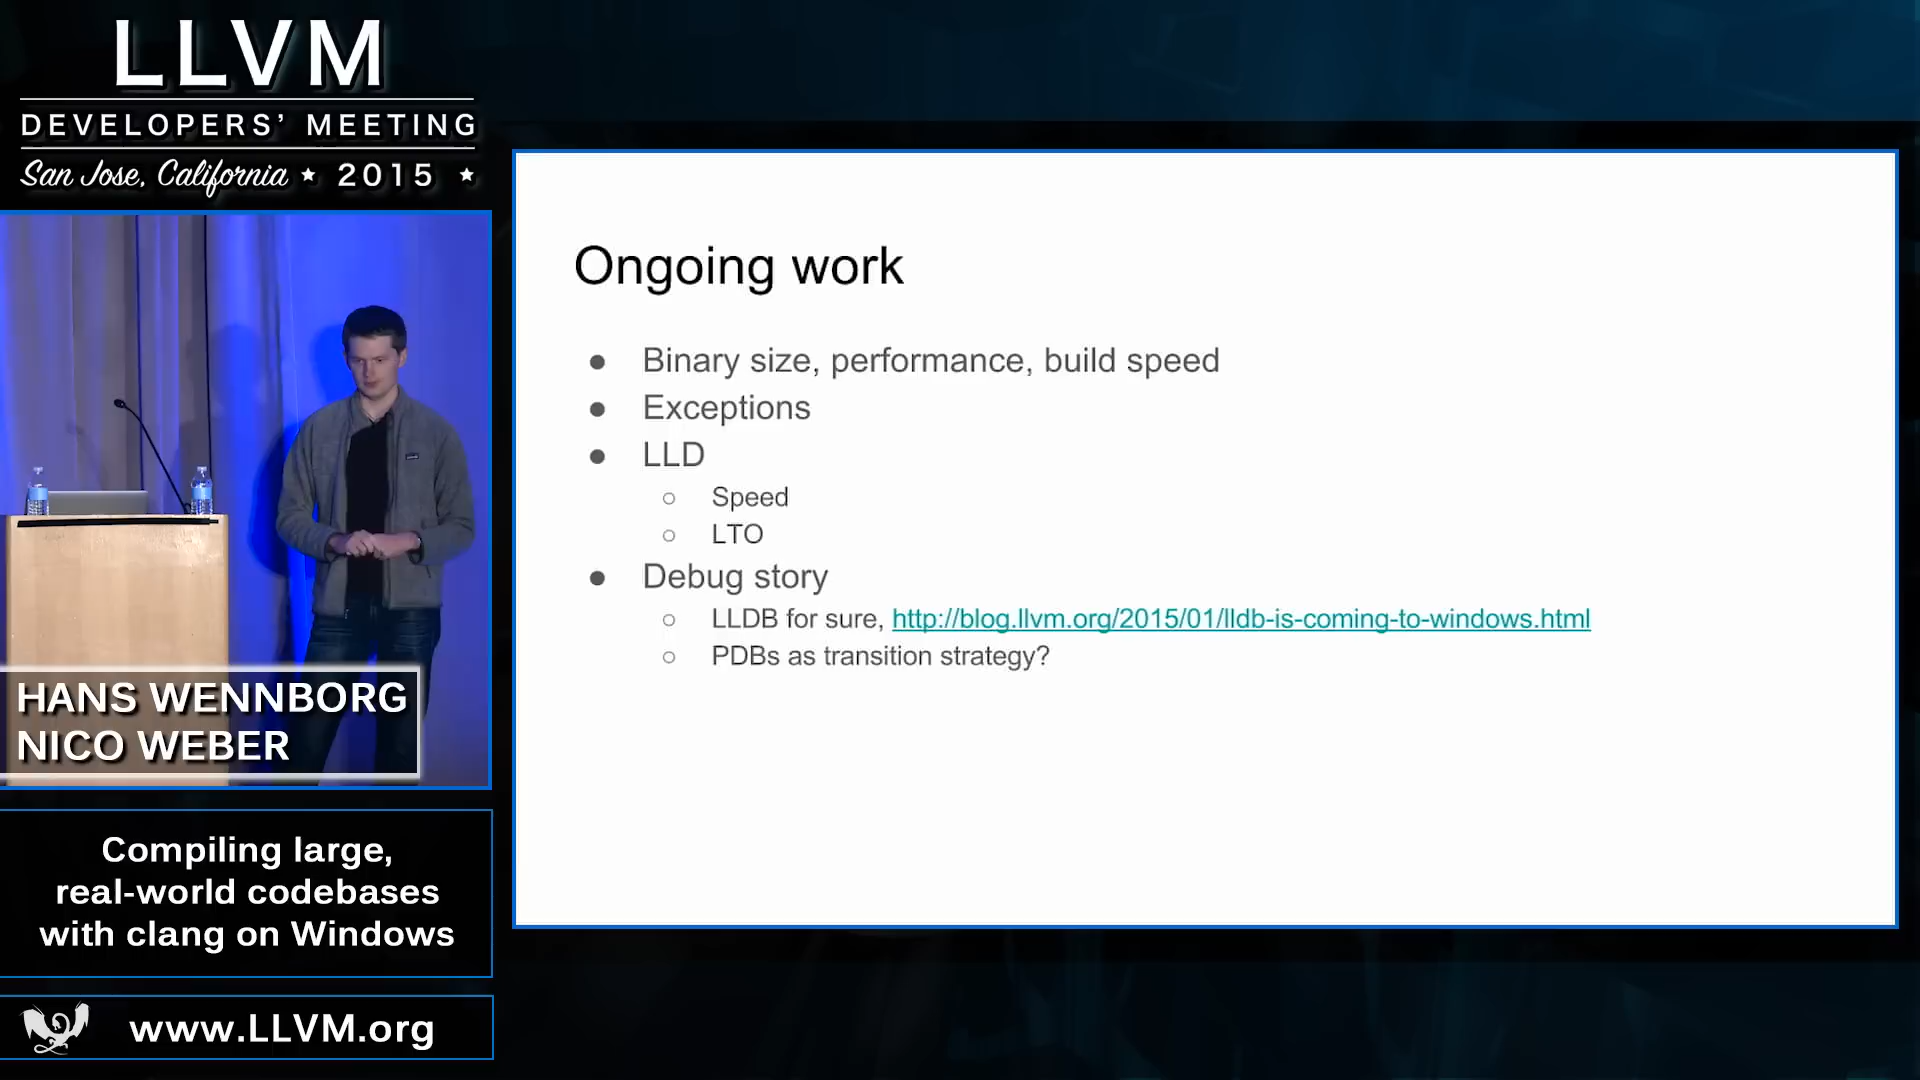 LLVM
DEVELOPERS' MEETING
San Jose, California ★ 2015 ★
HANS WENNBORG
NICO WEBER
Compiling large,
real-world codebases
with clang on Windows
www.LLVM.org
Ongoing work
● Binary size, performance, build speed
● Exceptions
● LLD
○ Speed
○ LTO
● Debug story
○ LLDB for sure, http://blog.llvm.org/2015/01/lldb-is-coming-to-windows.html
○ PDBs as transition strategy?